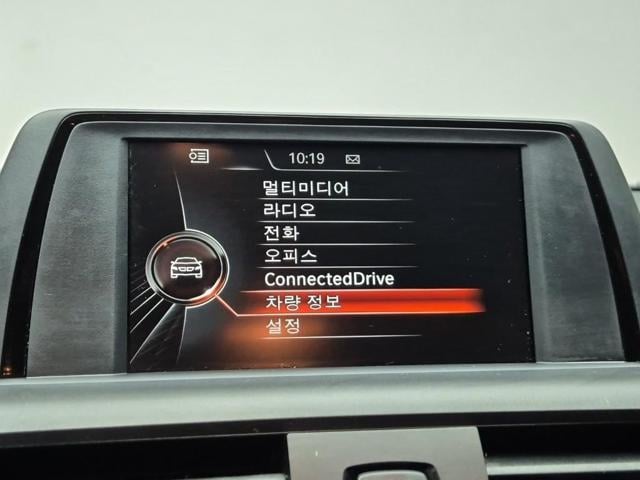 10:19
멀티미디어
라디오
전화
오피스
ConnectedDrive
차량 정보
설정